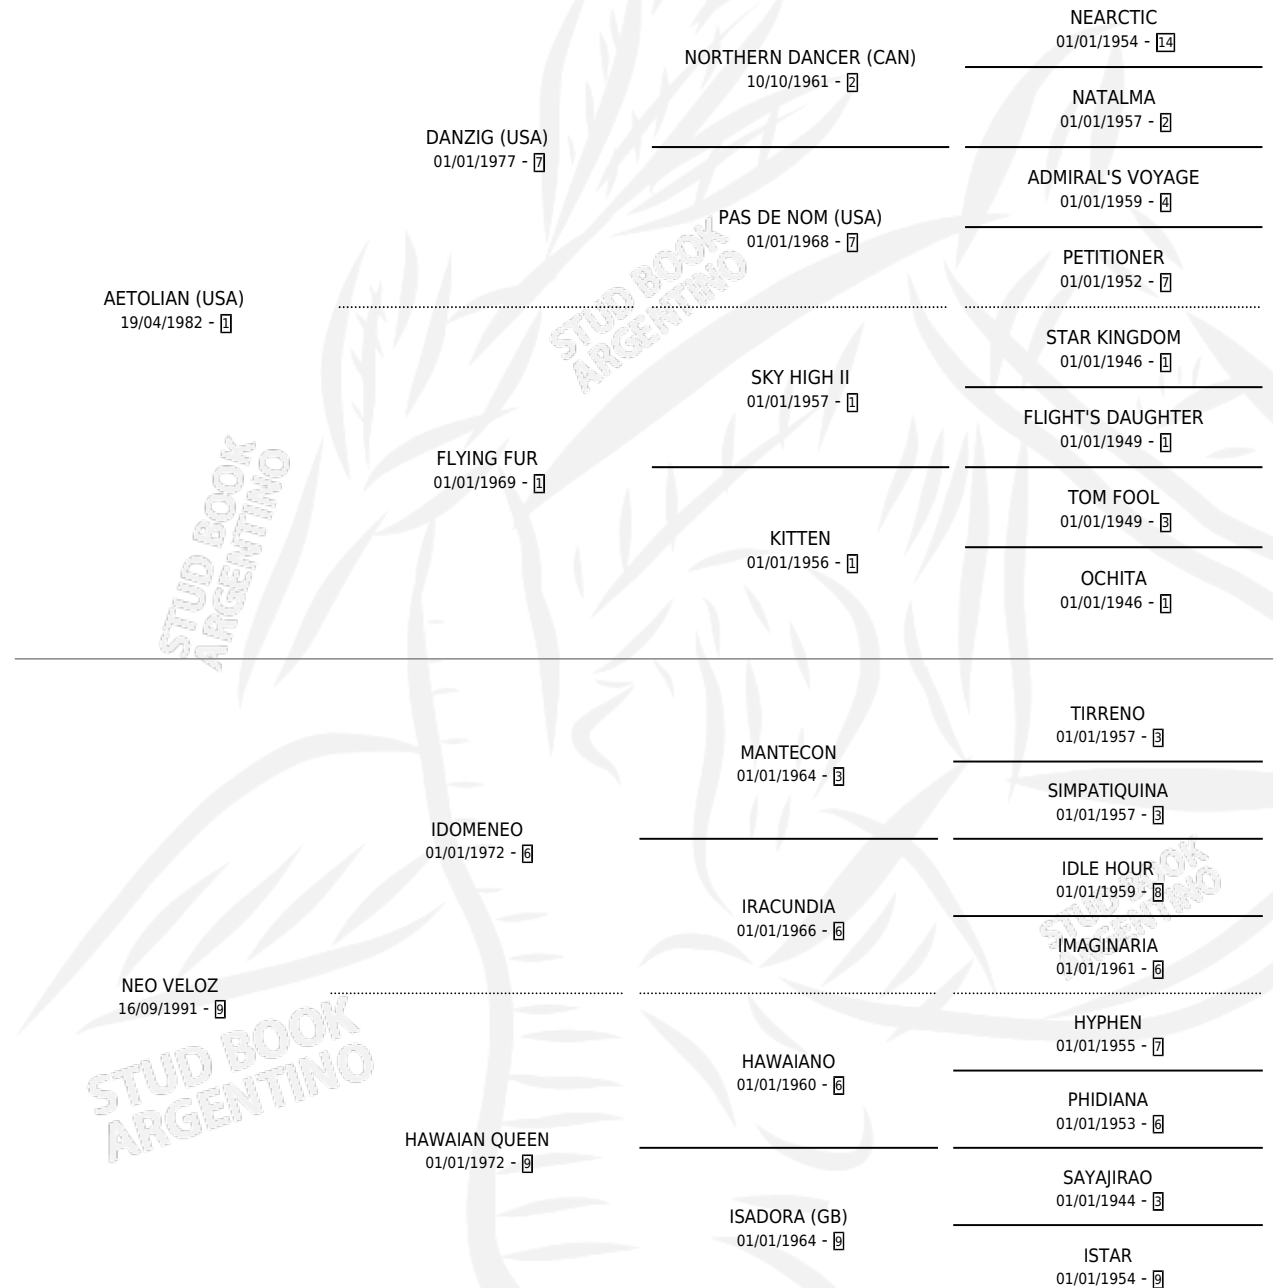 NEARCTIC
01/01/1954 - 14
NORTHERN DANCER (CAN)
10/10/1961 - 2
NATALMA
01/01/1957 - 2
DANZIG (USA)
01/01/1977 - 7
ADMIRAL'S VOYAGE
01/01/1959 - 4
PAS DE NOM (USA)
01/01/1968 - 7
PETITIONER
01/01/1952 - 7
AETOLIAN (USA)
19/04/1982 - 1
STAR KINGDOM
01/01/1946 - 1
SKY HIGH II
01/01/1957 - 1
FLIGHT'S DAUGHTER
01/01/1949 - 1
FLYING FUR
01/01/1969 - 1
TOM FOOL
01/01/1949 - 3
KITTEN
01/01/1956 - 1
OCHITA
01/01/1946 - 1
STUD BOOK
ARGENTINO
STUD BOOK
ARGENTINO
TIRRENO
01/01/1957 - 3
MANTECON
01/01/1964 - 3
SIMPATIQUINA
01/01/1957 - 3
IDOMENEO
01/01/1972 - 6
IDLE HOUR
01/01/1959 - 8
IRACUNDIA
01/01/1966 - 6
IMAGINARIA
01/01/1961 - 6
NEO VELOZ
16/09/1991 - 9
HYPHEN
01/01/1955 - 7
HAWAIANO
01/01/1960 - 6
PHIDIANA
01/01/1953 - 6
HAWAIAN QUEEN
01/01/1972 - 9
SAYAJIRAO
01/01/1944 - 3
ISADORA (GB)
01/01/1964 - 9
ISTAR
01/01/1954 - 9
STUD BOOK
ARGENTINO
STUD BOOK
ARGENTINO